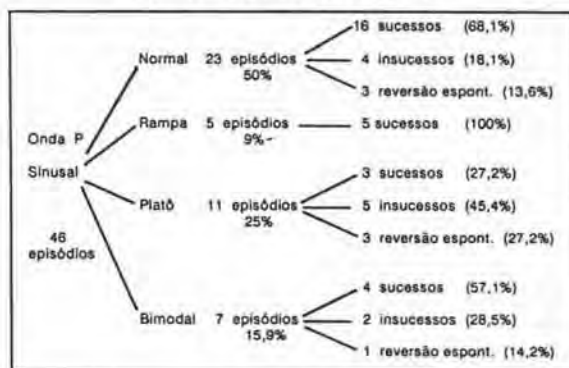 16 sucessos (68,1%)
Normal 23 episódios 4 insucessos (18,1%)
50%
3 reversão espont. (13,6%)
Onda P
Rampa 5 episódios 5 sucessos (100%)
9%-
Sinusal
3 sucessos (27,2%)
Platô 11 episódios 5 insucessos (45,4%)
25%
46
episódios
3 reversão espont. (27,2%)
4 sucessos (57,1%)
Bimodal 7 episódios 2 insucessos (28,5%)
15,9%
1 reversão espont. (14,2%)